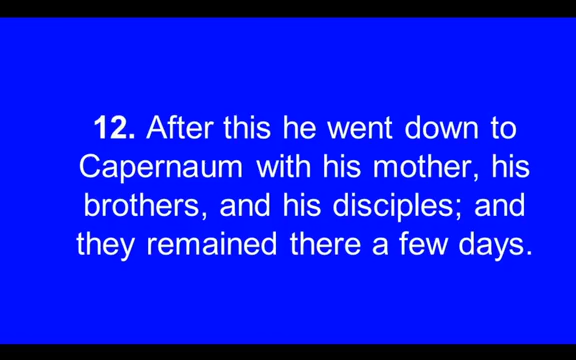 12. After this he went down to
Capernaum with his mother, his
brothers, and his disciples; and
they remained there a few days.